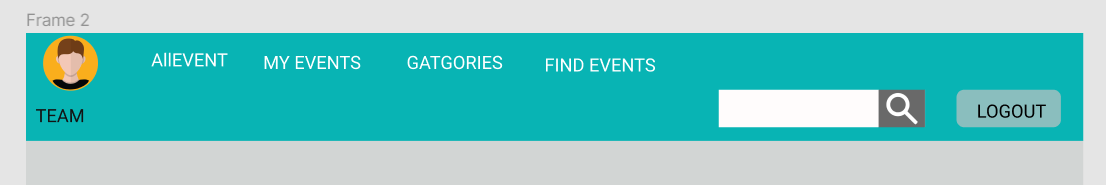 Frame 2
AllEVENT
MY EVENTS
GATGORIES
FIND EVENTS
TEAM
LOGOUT